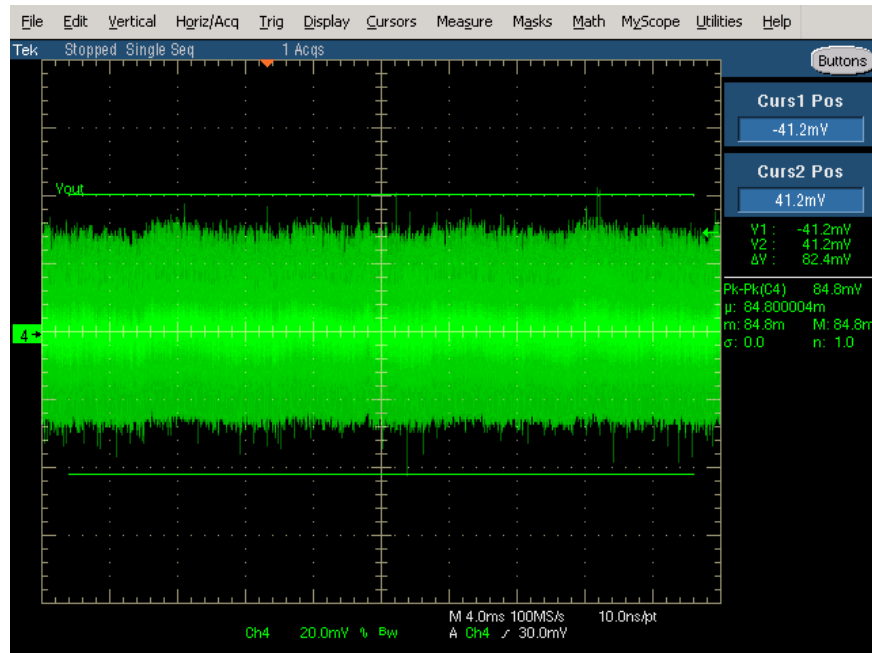 File Edit Vertical Horiz/Acq Trig Display Cursors Measure Masks Math MyScope Utilities Help
Tek Stopped Single Seq 1 Acqs
Buttons
Curs1 Pos
-41.2mV
Curs2 Pos
41.2mV
Vout
V1 : -41.2mV
V2 : 41.2mV
ΔV : 82.4mV
Pk-Pk(C4) 84.8mV
μ: 84.800004m
m: 84.8m M: 84.8m
σ: 0.0 n: 1.0
4
M 4.0ms 100MS/s 10.0ns/pt
Ch4 20.0mV ∿ Bw A Ch4 ∕ 30.0mV